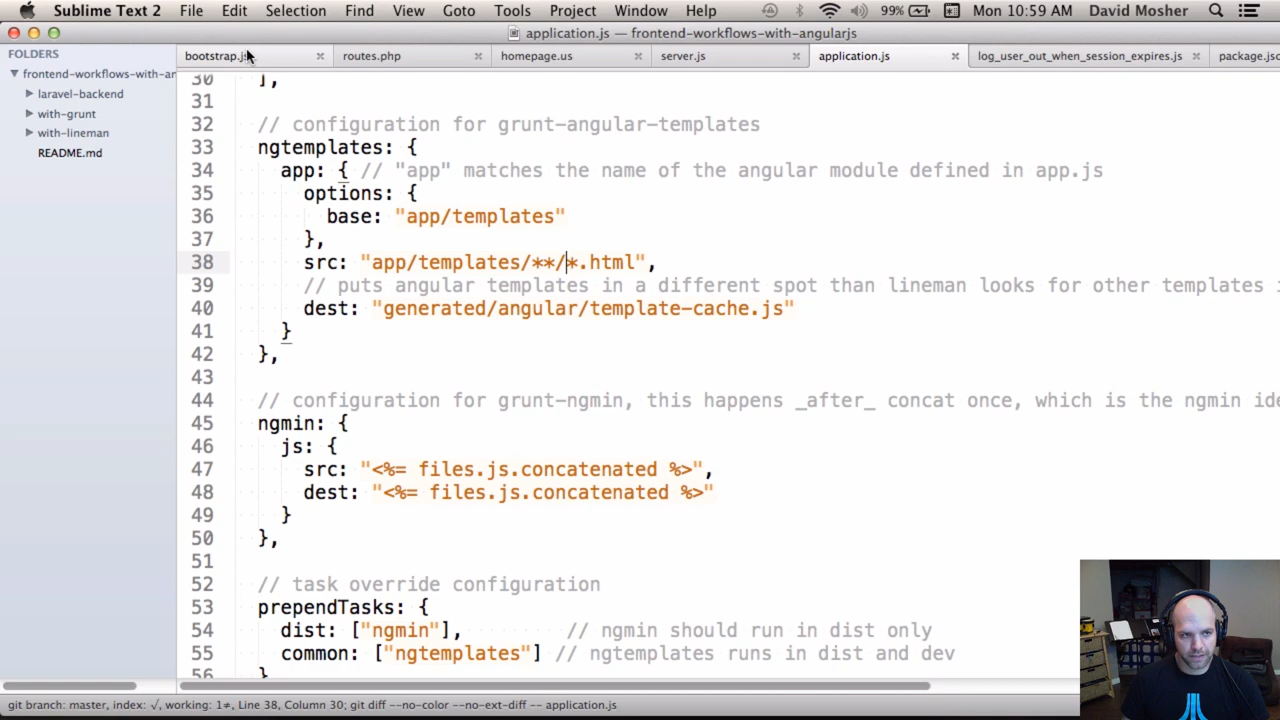 Sublime Text 2 File Edit Selection Find View Goto Tools Project Window Help 99% Mon 10:59 AM David Mosher
application.js — frontend-workflows-with-angularjs
FOLDERS
frontend-workflows-with-ar
laravel-backend
with-grunt
with-lineman
README.md
bootstrap.js routes.php homepage.us server.js application.js log_user_out_when_session_expires.js package.jsc
30 ],
31
32 // configuration for grunt-angular-templates
33 ngtemplates: {
34 app: { // "app" matches the name of the angular module defined in app.js
35 options: {
36 base: "app/templates"
37 },
38 src: "app/templates/**/*.html",
39 // puts angular templates in a different spot than lineman looks for other templates i
40 dest: "generated/angular/template-cache.js"
41 }
42 },
43
44 // configuration for grunt-ngmin, this happens _after_ concat once, which is the ngmin ide
45 ngmin: {
46 js: {
47 src: "<%= files.js.concatenated %>",
48 dest: "<%= files.js.concatenated %>"
49 }
50 },
51
52 // task override configuration
53 prependTasks: {
54 dist: ["ngmin"], // ngmin should run in dist only
55 common: ["ngtemplates"] // ngtemplates runs in dist and dev
56 }
git branch: master, index: √, working: 1≠, Line 38, Column 30; git diff --no-color --no-ext-diff -- application.js